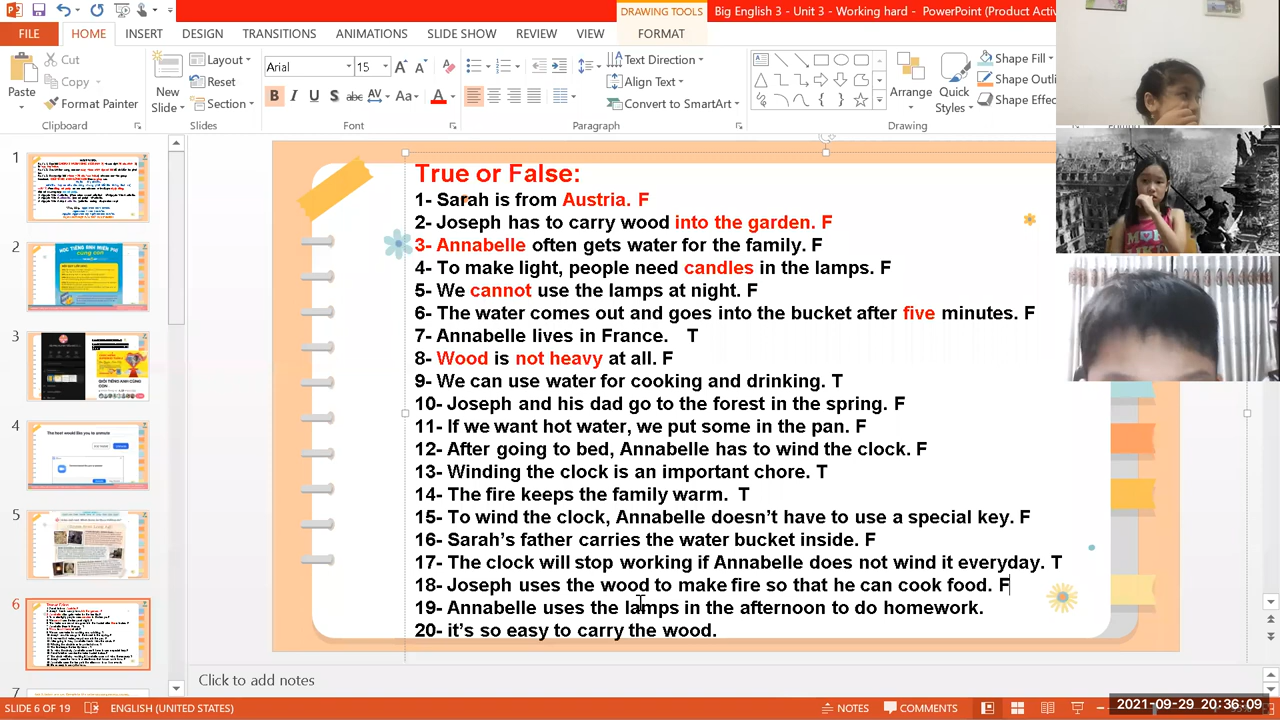 DRAWING TOOLS
Big English 3 - Unit 3 - Working hard - PowerPoint (Product Activ
FILE HOME INSERT DESIGN TRANSITIONS ANIMATIONS SLIDE SHOW REVIEW VIEW FORMAT
Cut Layout Text Direction Shape Fill
Copy Reset Align Text Shape Outli
Paste Format Painter New Slide Section Convert to SmartArt Arrange Quick Styles Shape Effec
Arial 15
Clipboard Slides Font Paragraph Drawing
1
2
3
4
5
6
7
True or False:
1- Sarah is from Austria. F
2- Joseph has to carry wood into the garden. F
3- Annabelle often gets water for the family. F
4- To make light, people need candles in the lamps. F
5- We cannot use the lamps at night. F
6- The water comes out and goes into the bucket after five minutes. F
7- Annabelle lives in France. T
8- Wood is not heavy at all. F
9- We can use water for cooking and drinking. T
10- Joseph and his dad go to the forest in the spring. F
11- If we want hot water, we put some in the pan. F
12- After going to bed, Annabelle has to wind the clock. F
13- Winding the clock is an important chore. T
14- The fire keeps the family warm. T
15- To wind the clock, Annabelle doesn't have to use a special key. F
16- Sarah's father carries the water bucket inside. F
17- The clock will stop working if Annabelle does not wind it everyday. T
18- Joseph uses the wood to make fire so that he can cook food. F
19- Annabelle uses the lamps in the afternoon to do homework.
20- it's so easy to carry the wood.
Click to add notes
SLIDE 6 OF 19 ENGLISH (UNITED STATES) NOTES COMMENTS
2021-09-29 20:36:09